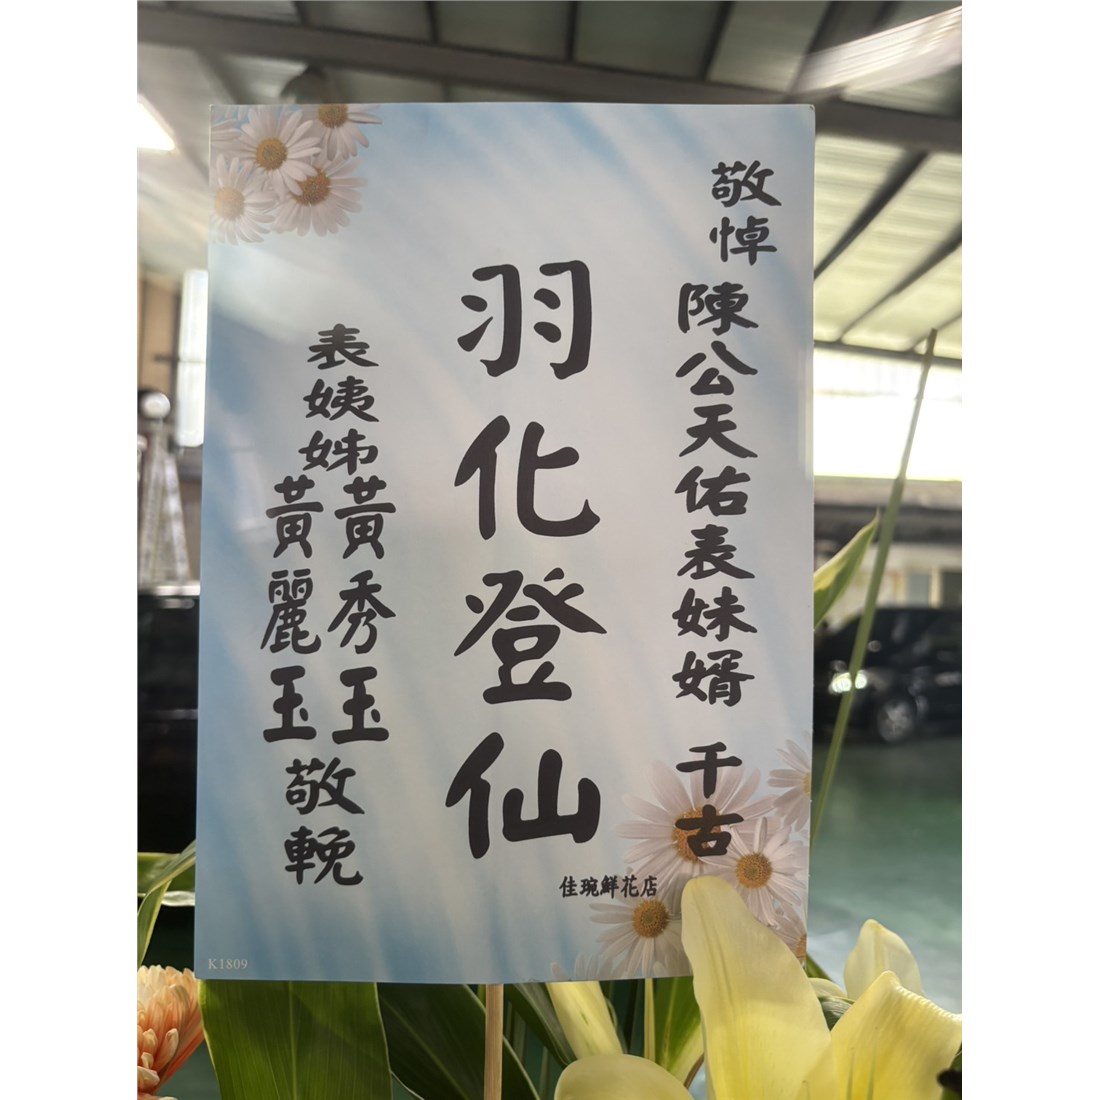 敬悼
陳公天佑表妹婿 千古
羽化登仙
表姨姊
黃秀玉
黃麗玉
敬輓
佳琬鮮花店
K1809